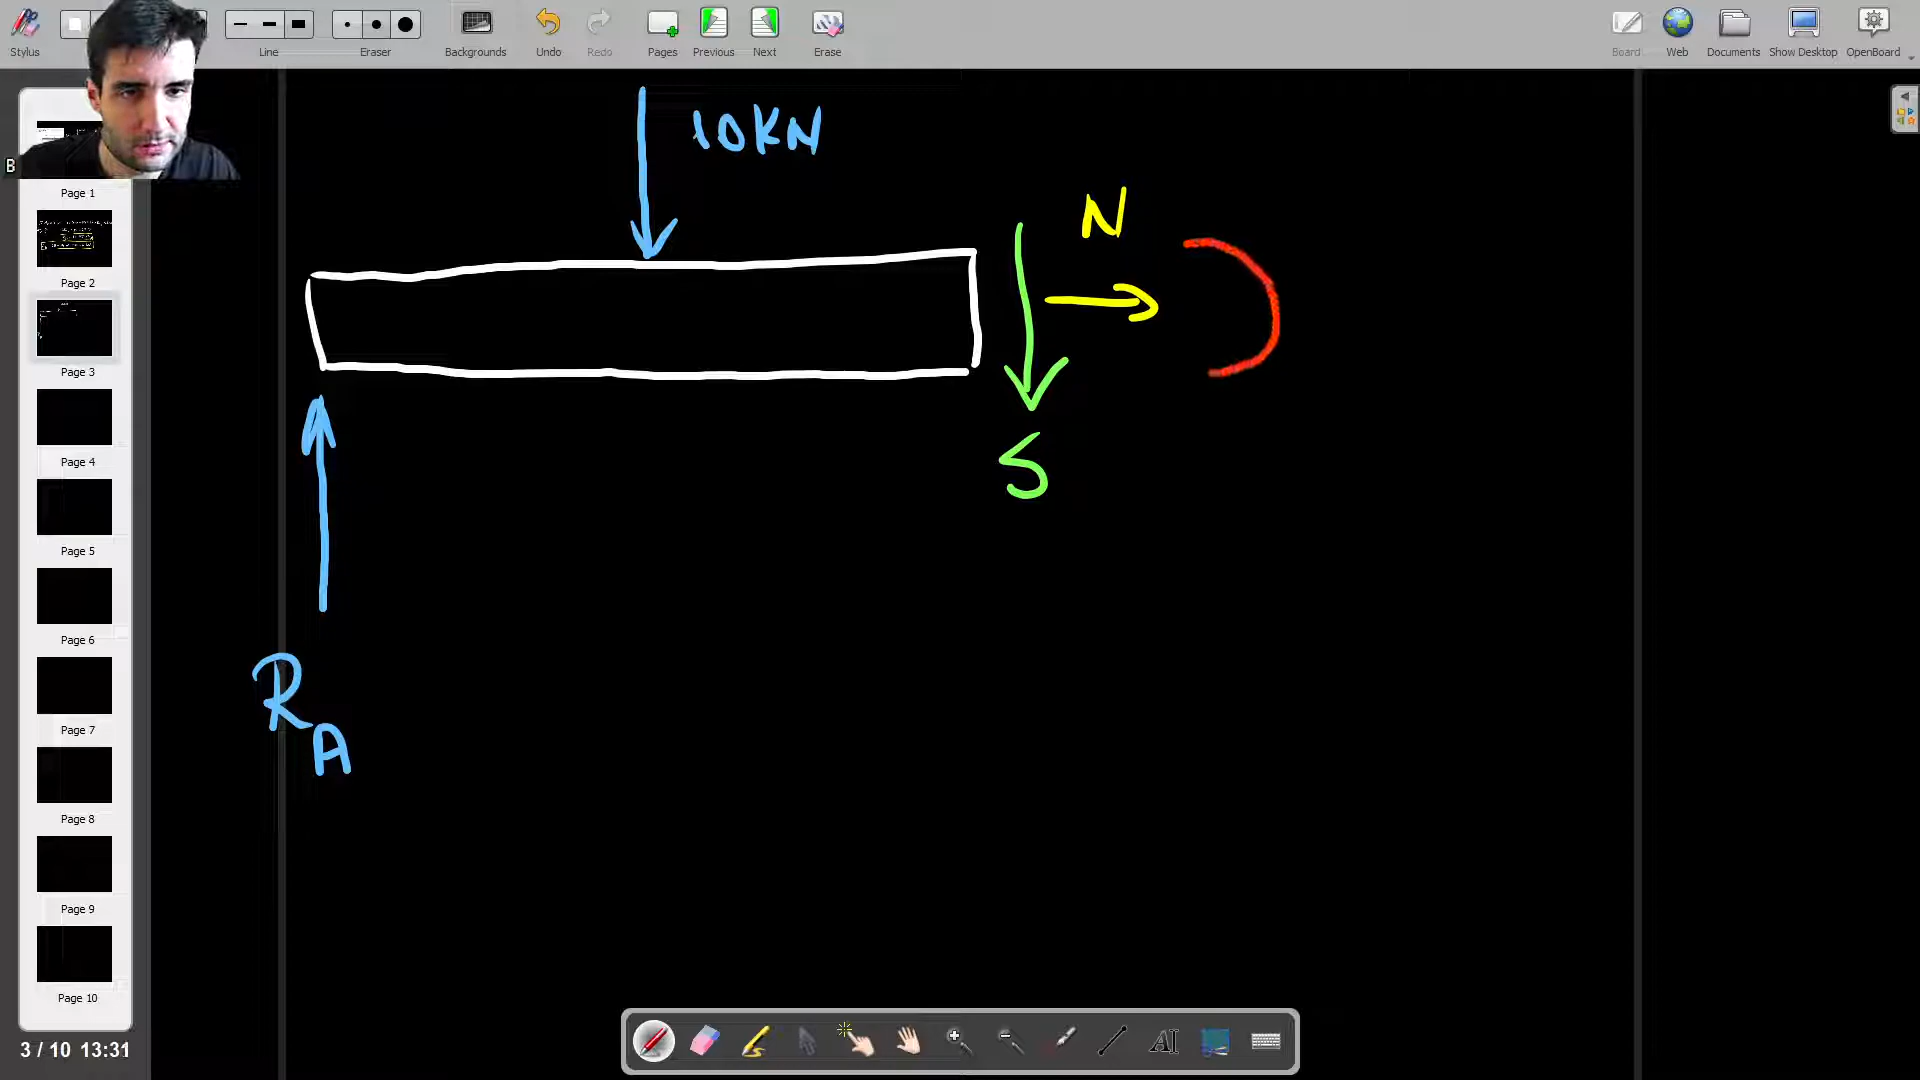 Stylus
Line
Eraser
Backgrounds
Undo
Redo
Pages
Previous
Next
Erase
Board
Web
Documents
Show Desktop
OpenBoard
B
Page 1
Page 2
Page 3
Page 4
Page 5
Page 6
Page 7
Page 8
Page 9
Page 10
3 / 10 13:31
10KN
N
S
RA
AI